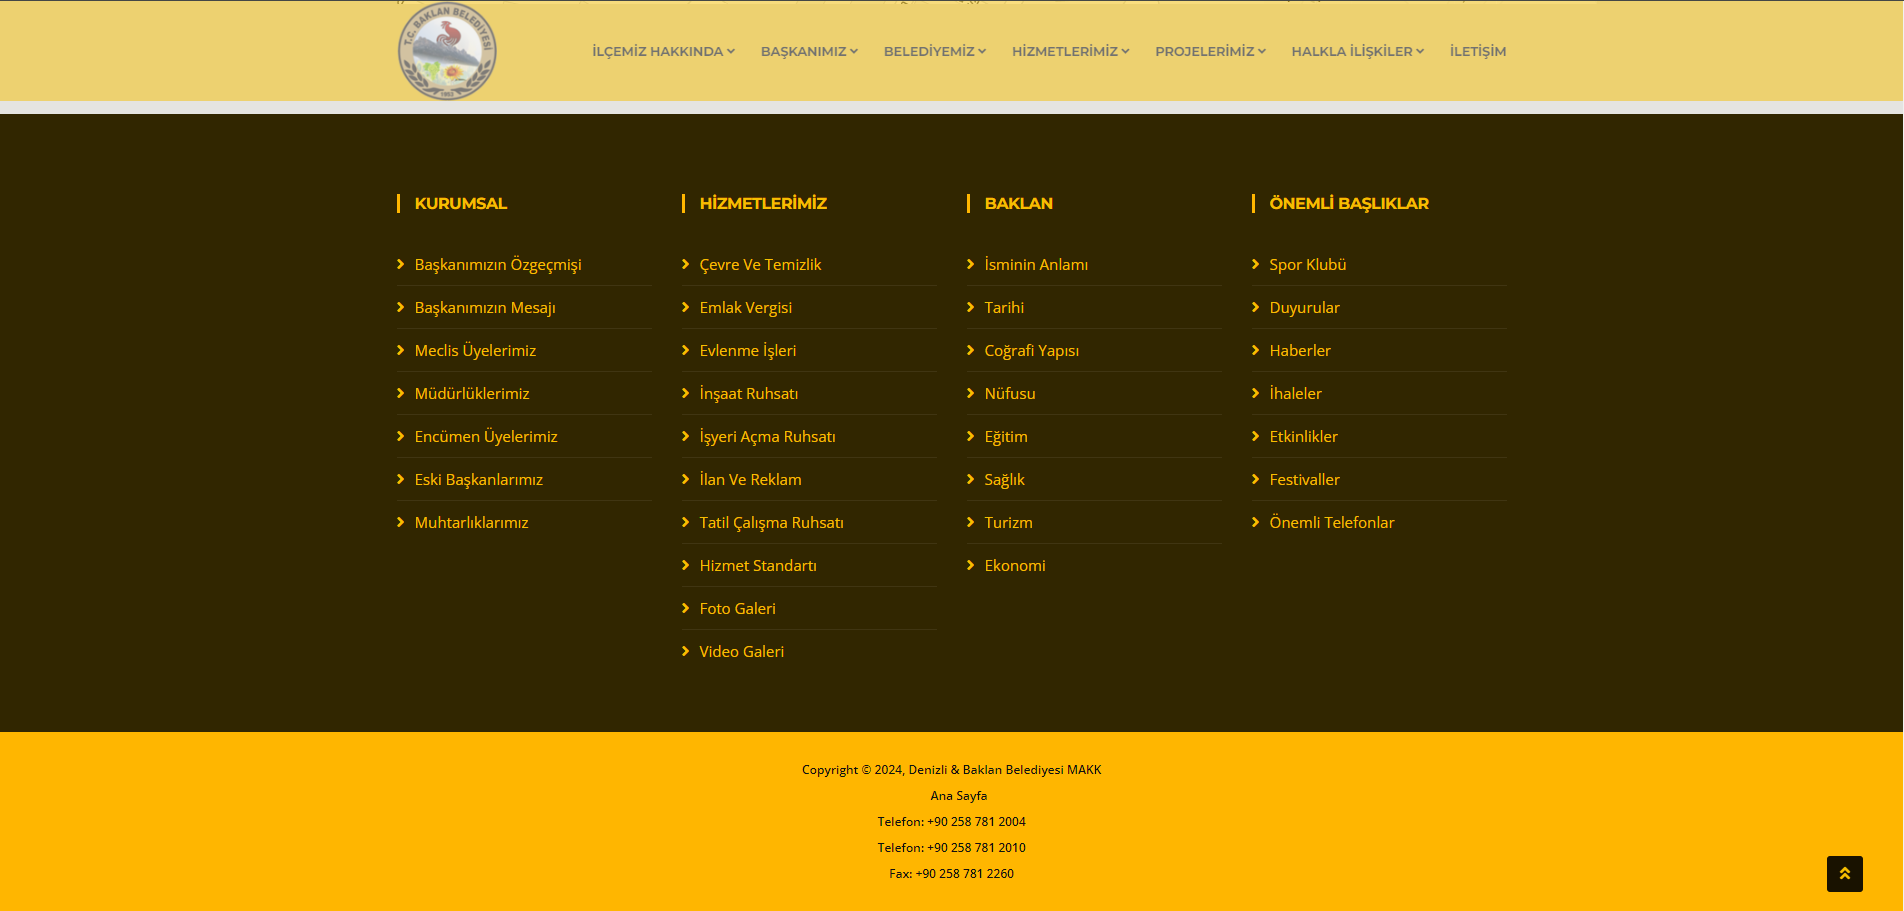 T.C. BAKLAN BELEDİYESİ
İLÇEMİZ HAKKINDA BAŞKANIMIZ BELEDİYEMİZ HİZMETLERİMİZ PROJELERİMİZ HALKLA İLİŞKİLER İLETİŞİM
KURUMSAL
Başkanımızın Özgeçmişi
Başkanımızın Mesajı
Meclis Üyelerimiz
Müdürlüklerimiz
Encümen Üyelerimiz
Eski Başkanlarımız
Muhtarlıklarımız
HİZMETLERİMİZ
Çevre Ve Temizlik
Emlak Vergisi
Evlenme İşleri
İnşaat Ruhsatı
İşyeri Açma Ruhsatı
İlan Ve Reklam
Tatil Çalışma Ruhsatı
Hizmet Standartı
Foto Galeri
Video Galeri
BAKLAN
İsminin Anlamı
Tarihi
Coğrafi Yapısı
Nüfusu
Eğitim
Sağlık
Turizm
Ekonomi
ÖNEMLİ BAŞLIKLAR
Spor Klubü
Duyurular
Haberler
İhaleler
Etkinlikler
Festivaller
Önemli Telefonlar
Copyright © 2024, Denizli & Baklan Belediyesi MAKK
Ana Sayfa
Telefon: +90 258 781 2004
Telefon: +90 258 781 2010
Fax: +90 258 781 2260